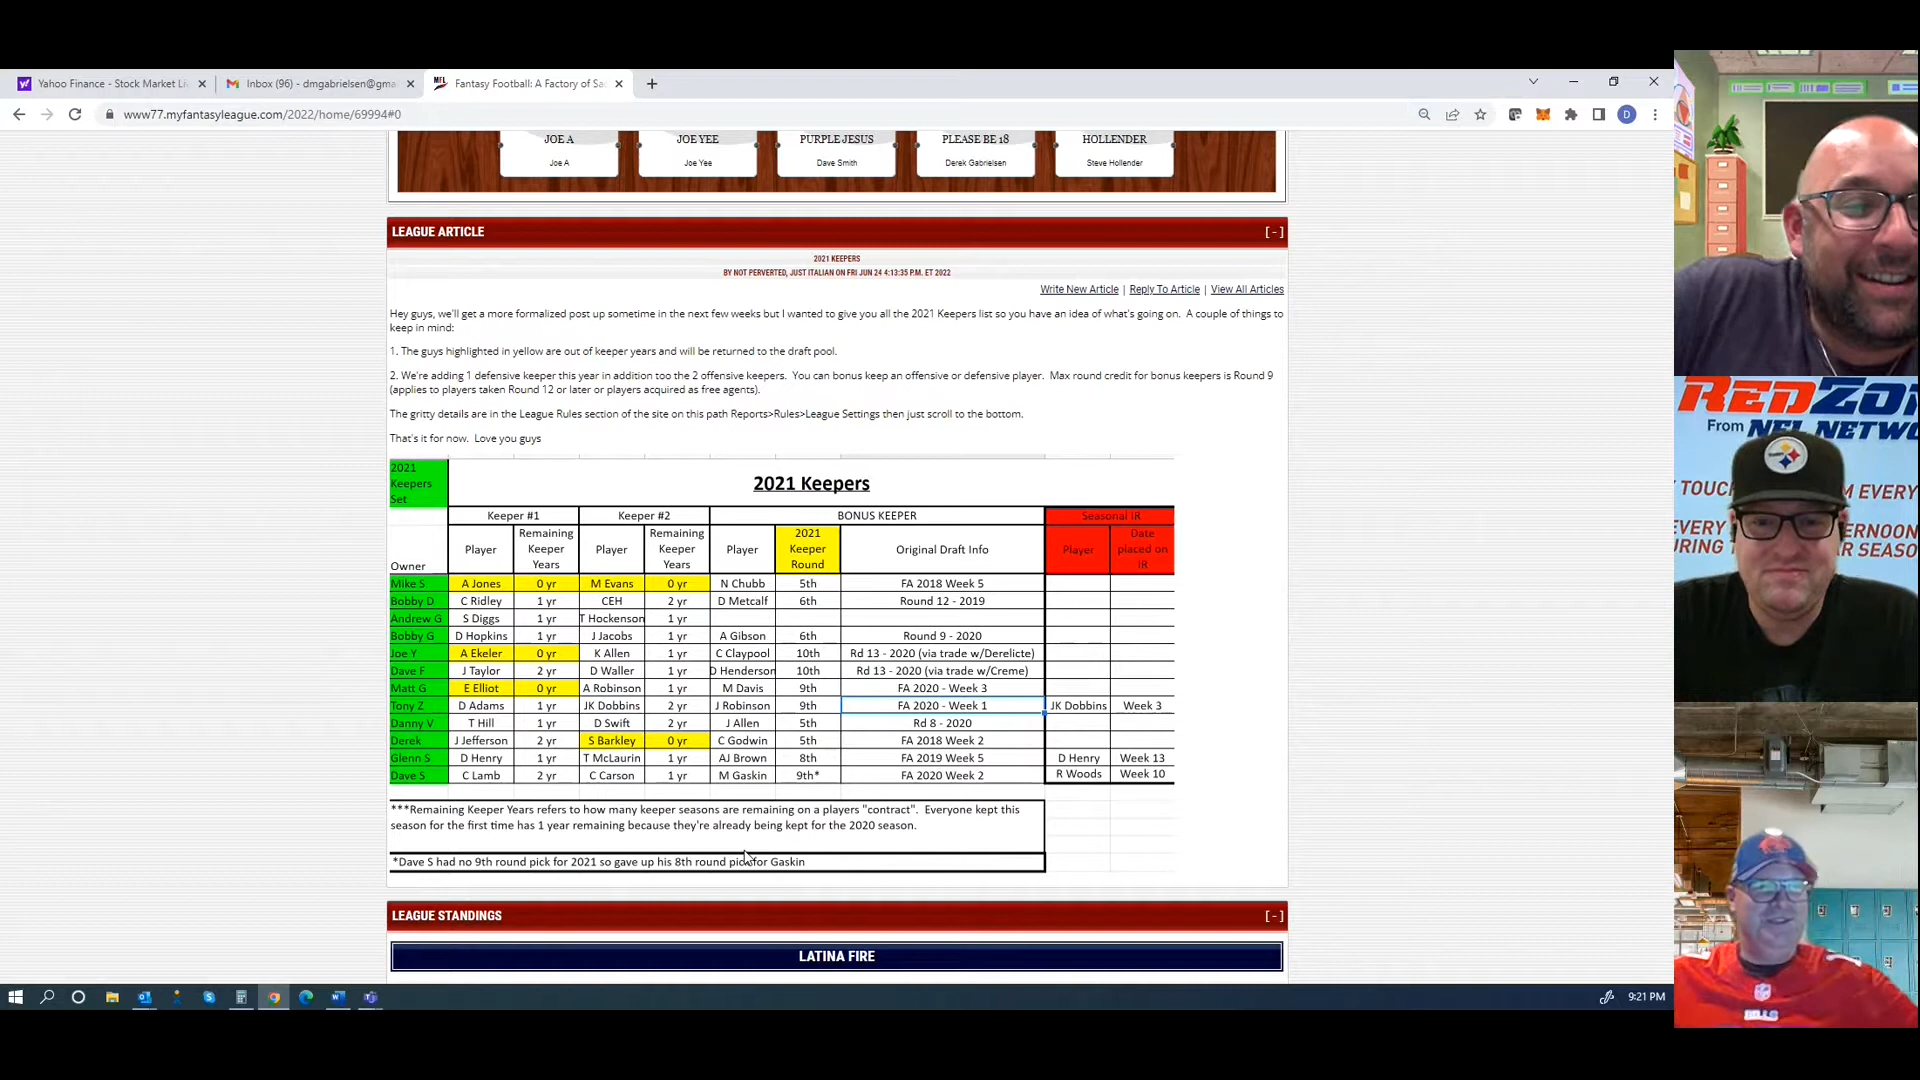 Yahoo Finance - Stock Market Li
Inbox (96) - dmgabrielsen@gma
Fantasy Football: A Factory of Sa
www77.myfantasyleague.com/2022/home/69994#0
D
JOE A
JOE YEE
PURPLE JESUS
PLEASE BE 18
HOLLENDER
Joe A
Joe Yee
Dave Smith
Derek Gabrielsen
Steve Hollender
LEAGUE ARTICLE
[-]
2021 KEEPERS
BY NOT PERVERTED, JUST ITALIAN ON FRI JUN 24 4:13:35 P.M. ET 2022
Write New Article | Reply To Article | View All Articles
Hey guys, we'll get a more formalized post up sometime in the next few weeks but I wanted to give you all the 2021 Keepers list so you have an idea of what's going on. A couple of things to
keep in mind:
1. The guys highlighted in yellow are out of keeper years and will be returned to the draft pool.
2. We're adding 1 defensive keeper this year in addition too the 2 offensive keepers. You can bonus keep an offensive or defensive player. Max round credit for bonus keepers is Round 9
(applies to players taken Round 12 or later or players acquired as free agents).
The gritty details are in the League Rules section of the site on this path Reports>Rules>League Settings then just scroll to the bottom.
That's it for now. Love you guys
2021
Keepers
Set
2021 Keepers
Keeper #1 Keeper #2 BONUS KEEPER Seasonal IR
Owner Player Remaining Keeper Years Player Remaining Keeper Years Player 2021 Keeper Round Original Draft Info Player Date placed on IR
Mike S A Jones 0 yr M Evans 0 yr N Chubb 5th FA 2018 Week 5
Bobby D C Ridley 1 yr CEH 2 yr D Metcalf 6th Round 12 - 2019
Andrew G S Diggs 1 yr T Hockenson 1 yr
Bobby G D Hopkins 1 yr J Jacobs 1 yr A Gibson 6th Round 9 - 2020
Joe Y A Ekeler 0 yr K Allen 1 yr C Claypool 10th Rd 13 - 2020 (via trade w/Derelicte)
Dave F J Taylor 2 yr D Waller 1 yr D Henderson 10th Rd 13 - 2020 (via trade w/Creme)
Matt G E Elliot 0 yr A Robinson 1 yr M Davis 9th FA 2020 - Week 3
Tony Z D Adams 1 yr JK Dobbins 2 yr J Robinson 9th FA 2020 - Week 1 JK Dobbins Week 3
Danny V T Hill 1 yr D Swift 2 yr J Allen 5th Rd 8 - 2020
Derek J Jefferson 2 yr S Barkley 0 yr C Godwin 5th FA 2018 Week 2
Glenn S D Henry 1 yr T McLaurin 1 yr AJ Brown 8th FA 2019 Week 5 D Henry Week 13
Dave S C Lamb 2 yr C Carson 1 yr M Gaskin 9th* FA 2020 Week 2 R Woods Week 10
***Remaining Keeper Years refers to how many keeper seasons are remaining on a players "contract". Everyone kept this
season for the first time has 1 year remaining because they're already being kept for the 2020 season.
*Dave S had no 9th round pick for 2021 so gave up his 8th round pick for Gaskin
LEAGUE STANDINGS
[-]
LATINA FIRE
9:21 PM
REDZO
From NFL NETW
TOUC
M EVERY
EVERY
ERNOON
URING T
R SEASO
Steelers